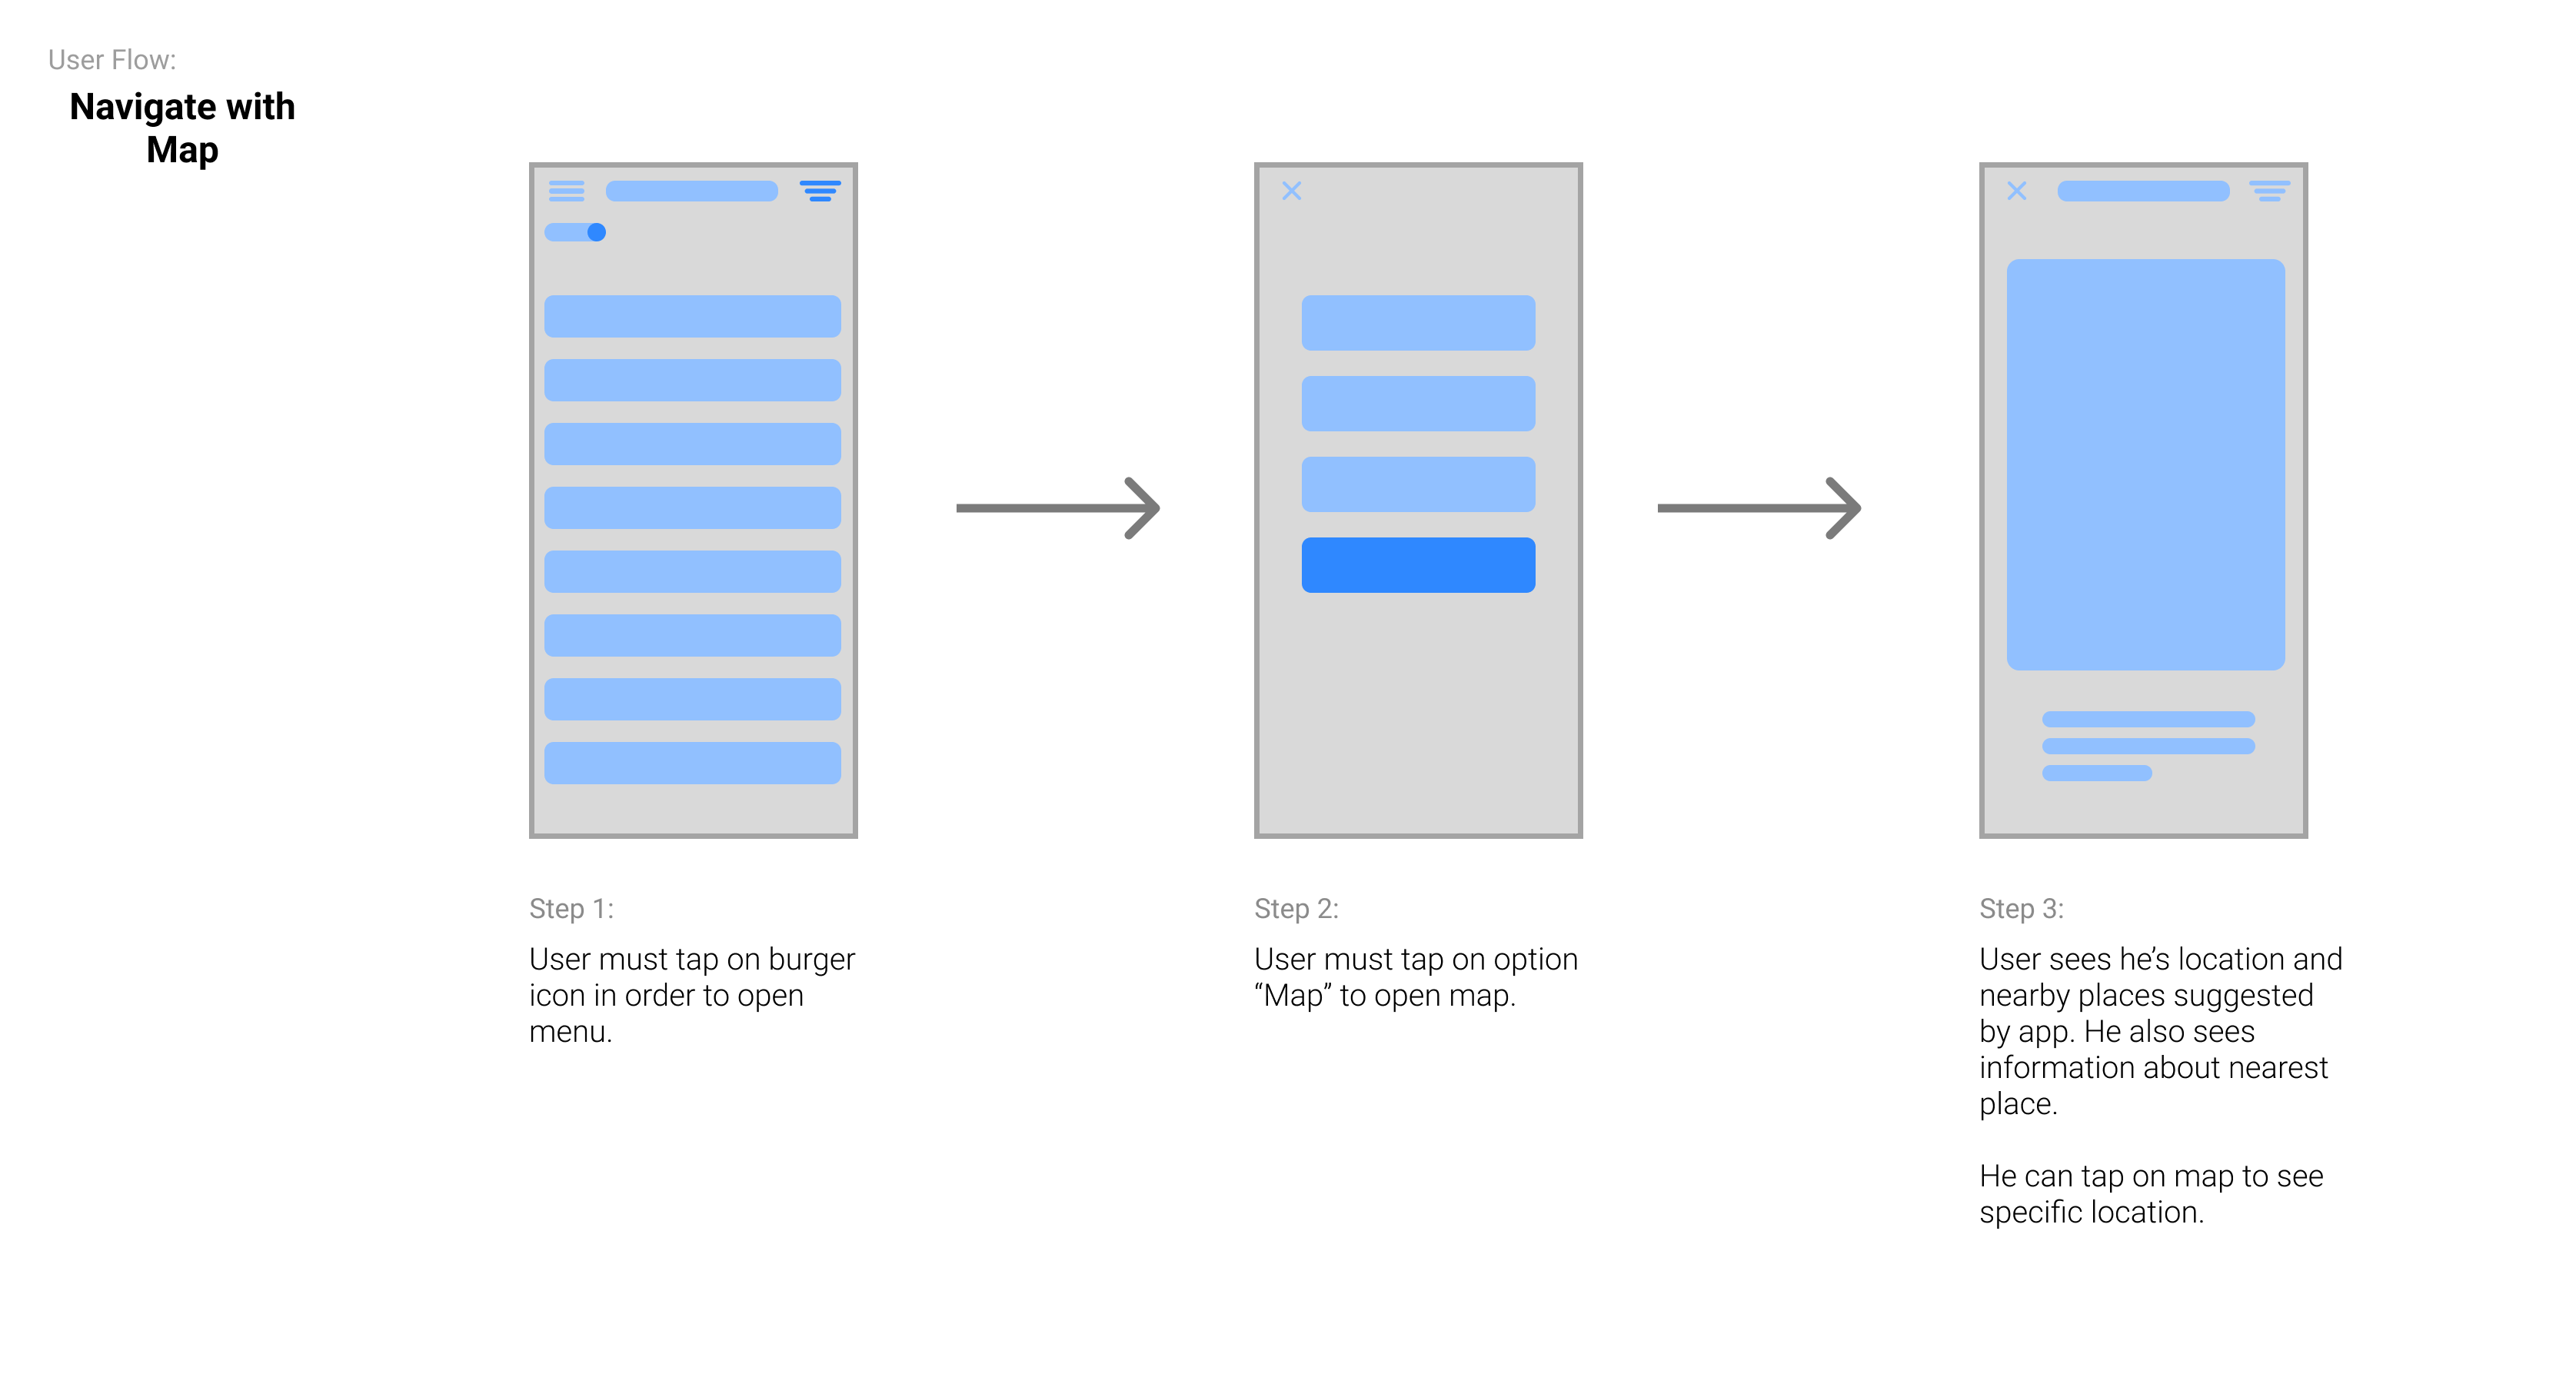 User Flow:
Navigate with
Map
Step 1:
User must tap on burger
icon in order to open
menu.
Step 2:
User must tap on option
“Map” to open map.
Step 3:
User sees he’s location and
nearby places suggested
by app. He also sees
information about nearest
place.
He can tap on map to see
specific location.